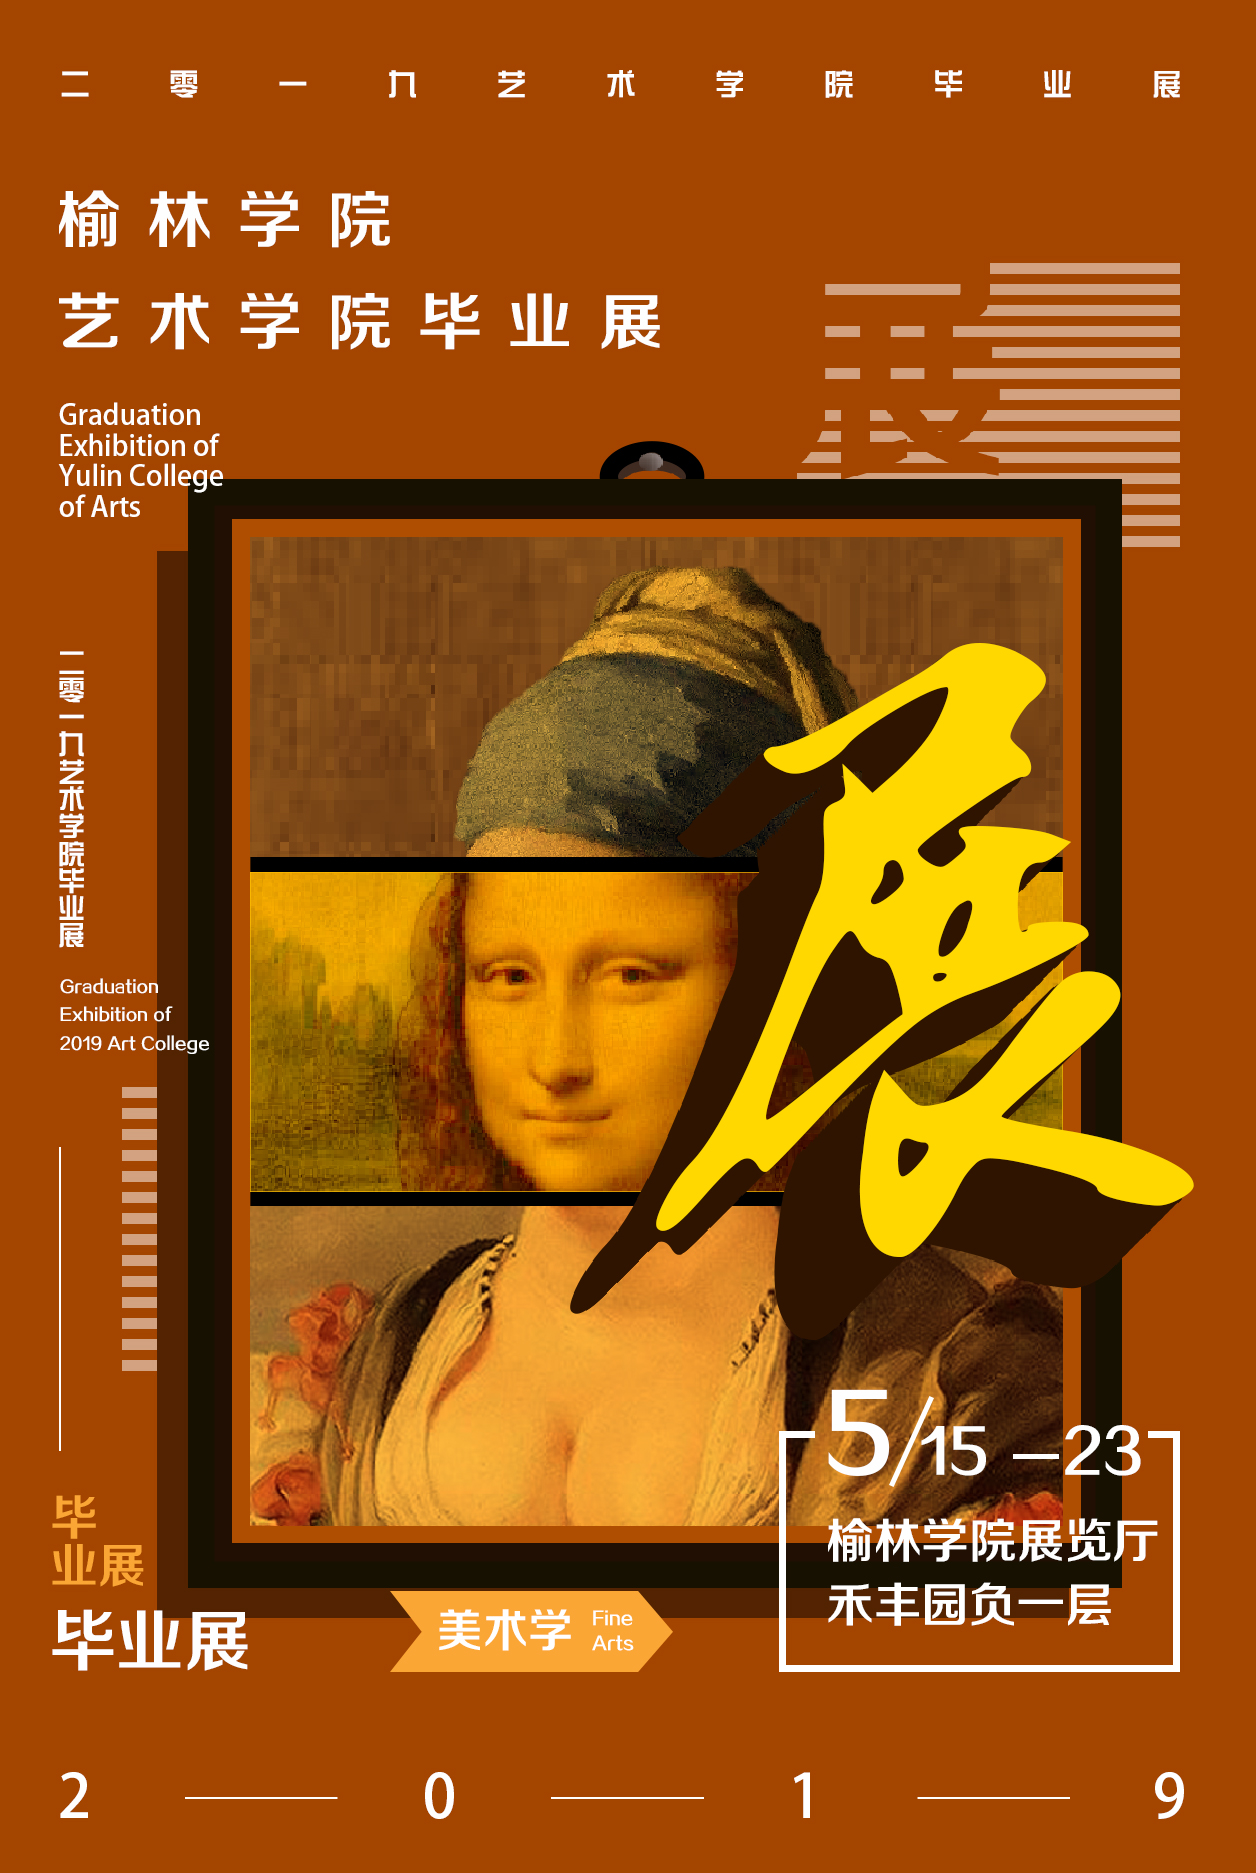 二零一九艺术学院毕业展
榆林学院
艺术学院毕业展
展
Graduation
Exhibition of
Yulin College
of Arts
二零一九艺术学院毕业展
展
Graduation
Exhibition of
2019 Art College
5/15—23
榆林学院展览厅
禾丰园负一层
毕
业展
毕业展
美术学
Fine
Arts
2 — 0 — 1 — 9